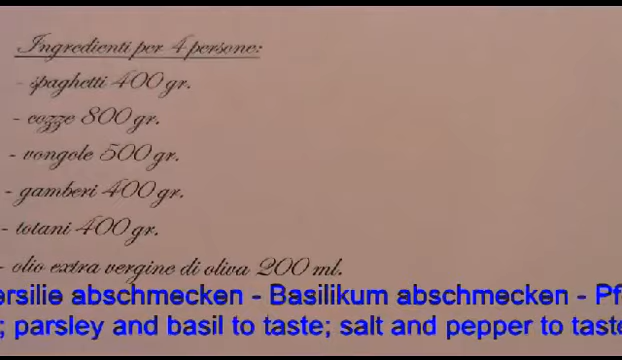 Ingredienti per 4 persone:
- spaghetti 400 gr.
- cozze 800 gr.
- vongole 500 gr.
- gamberi 400 gr.
- totani 400 gr.
- olio extra vergine di oliva 200 ml.
ersilie abschmecken - Basilikum abschmecken - Pf
; parsley and basil to taste; salt and pepper to taste